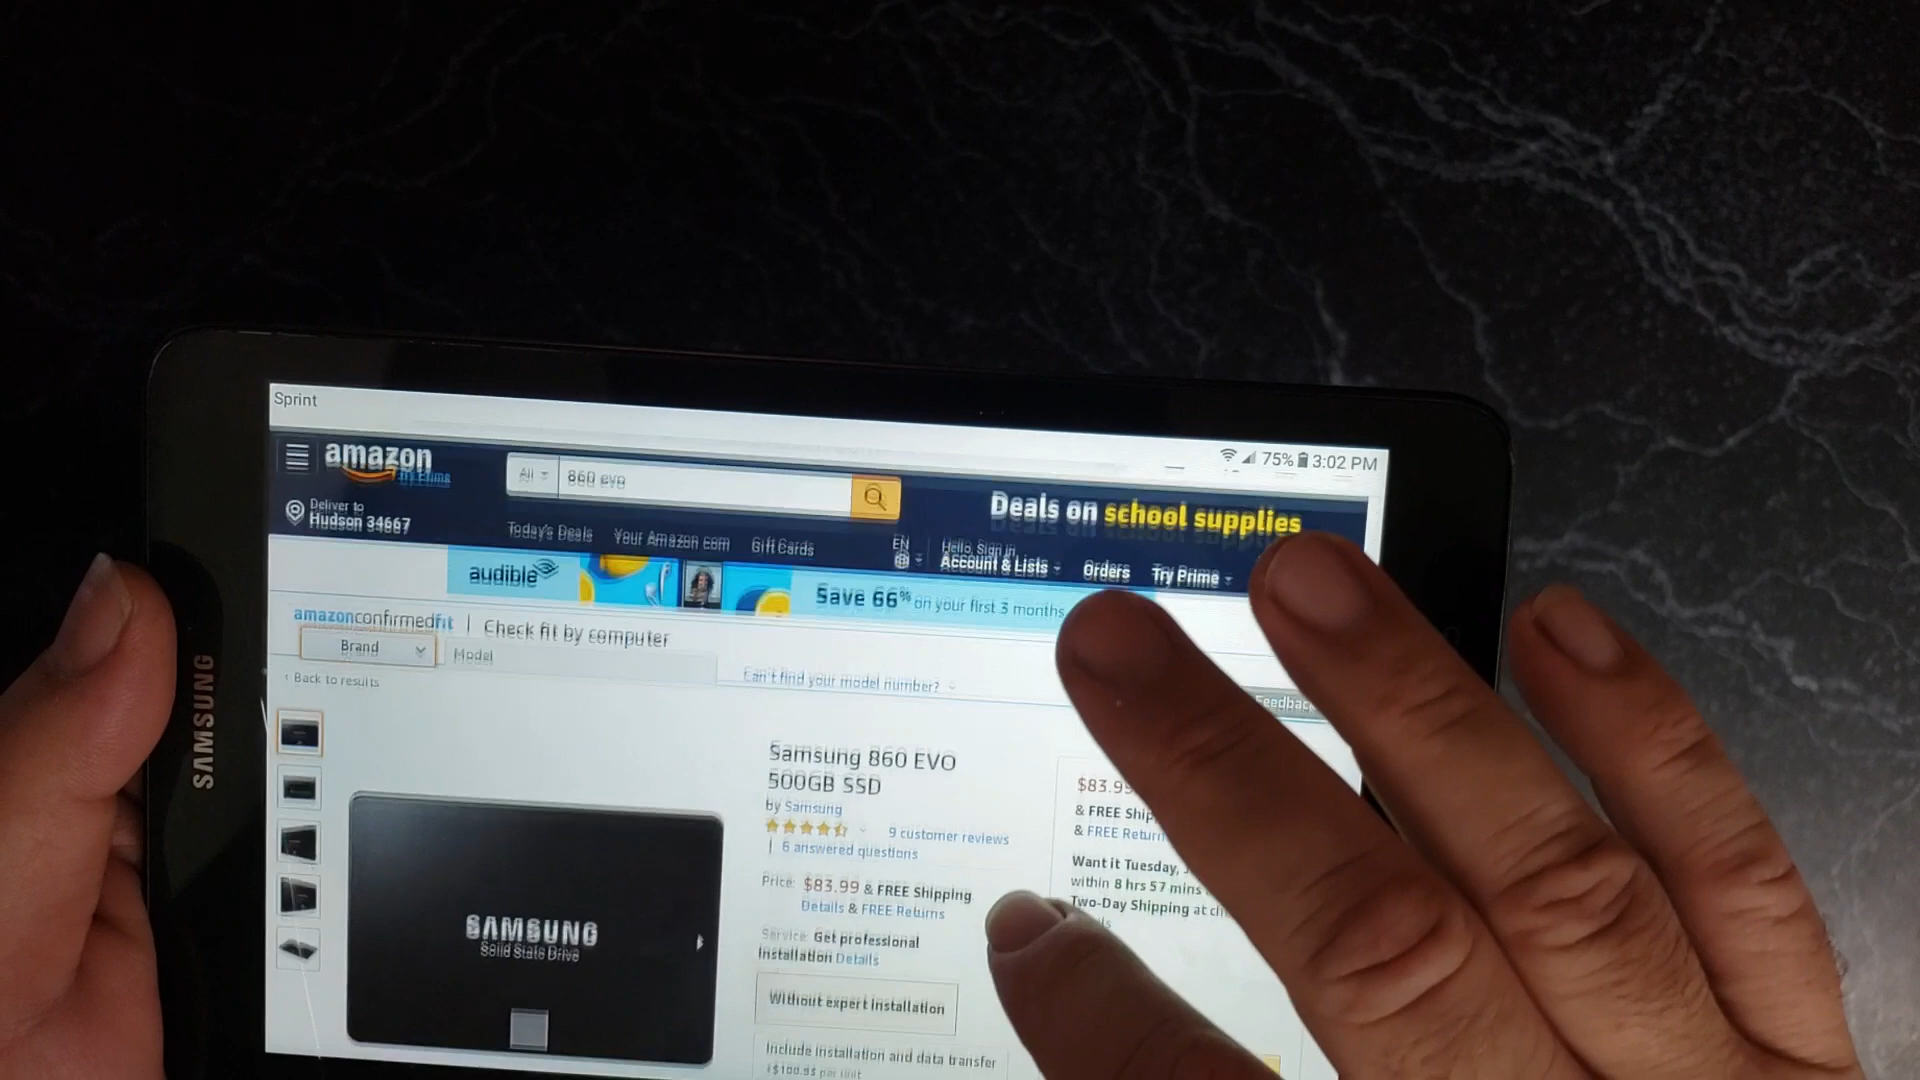 Sprint
75% 3:02 PM
amazon
Try Prime
All
860 evo
Deals on school supplies
Deliver to
Hudson 34667
Today's Deals Your Amazon.com Gift Cards
EN
Hello, Sign in
Account & Lists
Orders
Try Prime
audible
Save 66% on your first 3 months
amazonconfirmedfit | Check fit by computer
Brand
Model
Can't find your model number?
‹ Back to results
Feedback
SAMSUNG
Samsung 860 EVO
500GB SSD
by Samsung
9 customer reviews
| 6 answered questions
Price: $83.99 & FREE Shipping
Details & FREE Returns
Service: Get professional
installation Details
Without expert installation
Include installation and data transfer
SAMSUNG
Solid State Drive
$83.99
& FREE Ship
& FREE Return
Want it Tuesday,
within 8 hrs 57 mins
Two-Day Shipping at